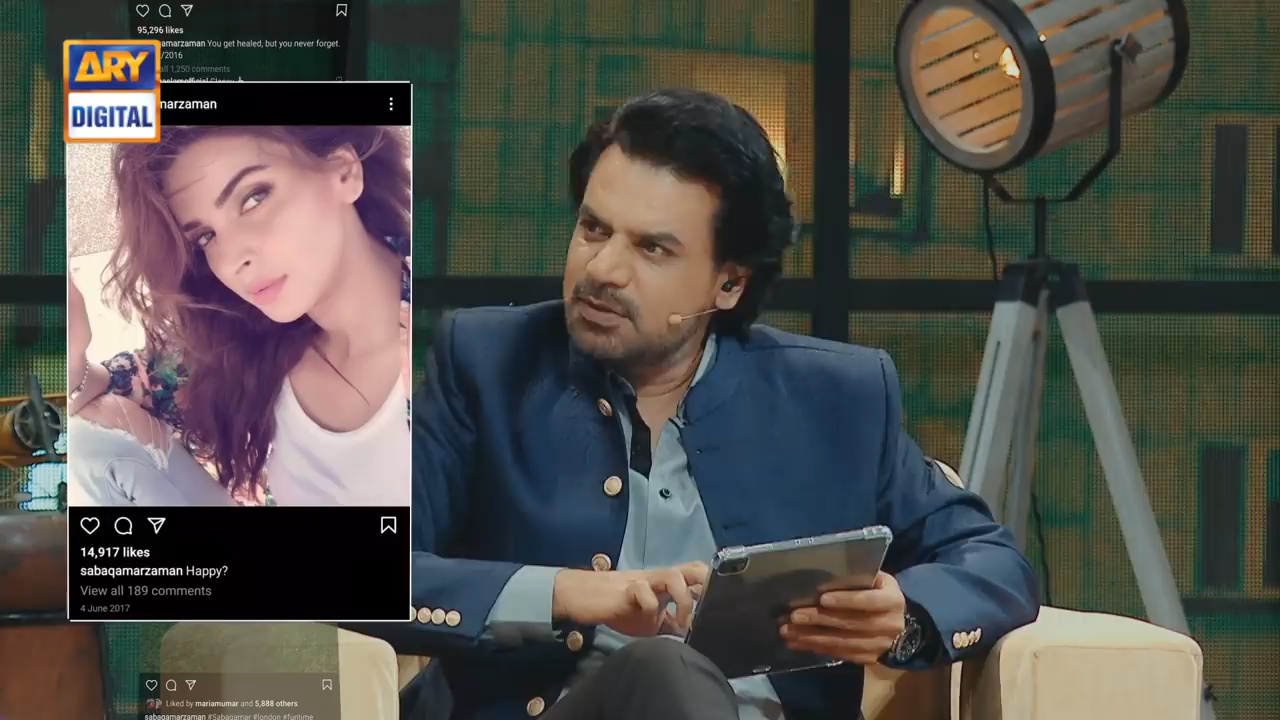 95,296 likes
amarzaman You get healed, but you never forget.
/2016
all 1,250 comments
ARY
DIGITAL
marzaman
14,917 likes
sabaqamarzaman Happy?
View all 189 comments
4 June 2017
Liked by mariamumar and 5,888 others
sabaqamarzaman #Sabaqamar #london #funtime